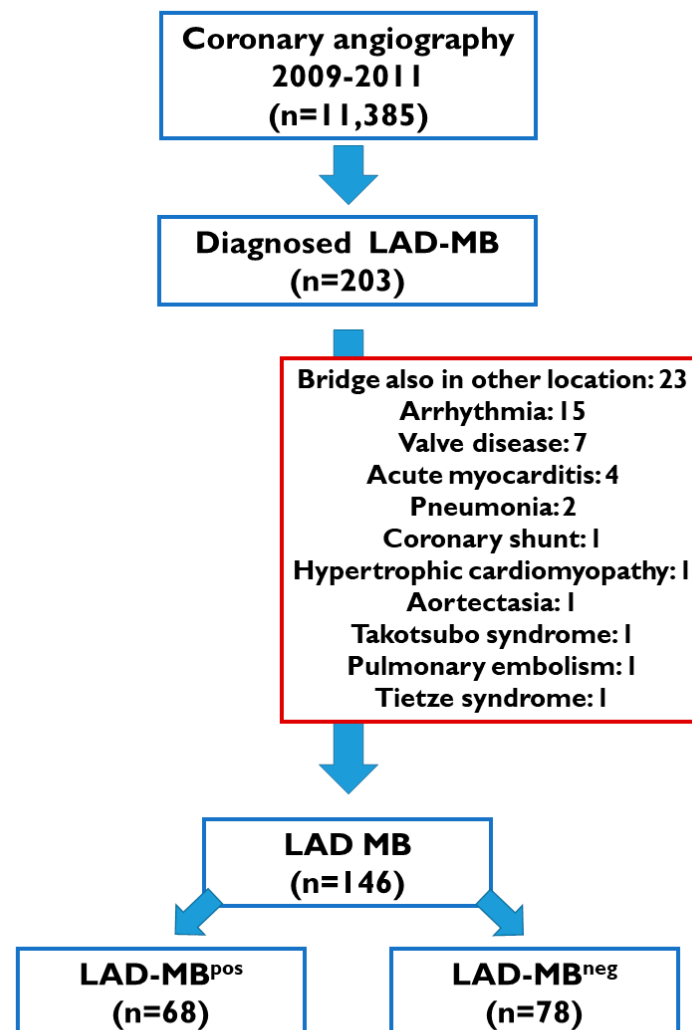 Coronary angiography
2009-2011
(n=11,385)
Diagnosed LAD-MB
(n=203)
Bridge also in other location: 23
Arrhythmia: 15
Valve disease: 7
Acute myocarditis: 4
Pneumonia: 2
Coronary shunt: 1
Hypertrophic cardiomyopathy: 1
Aortectasia: 1
Takotsubo syndrome: 1
Pulmonary embolism: 1
Tietze syndrome: 1
LAD MB
(n=146)
LAD-MBpos
(n=68)
LAD-MBneg
(n=78)